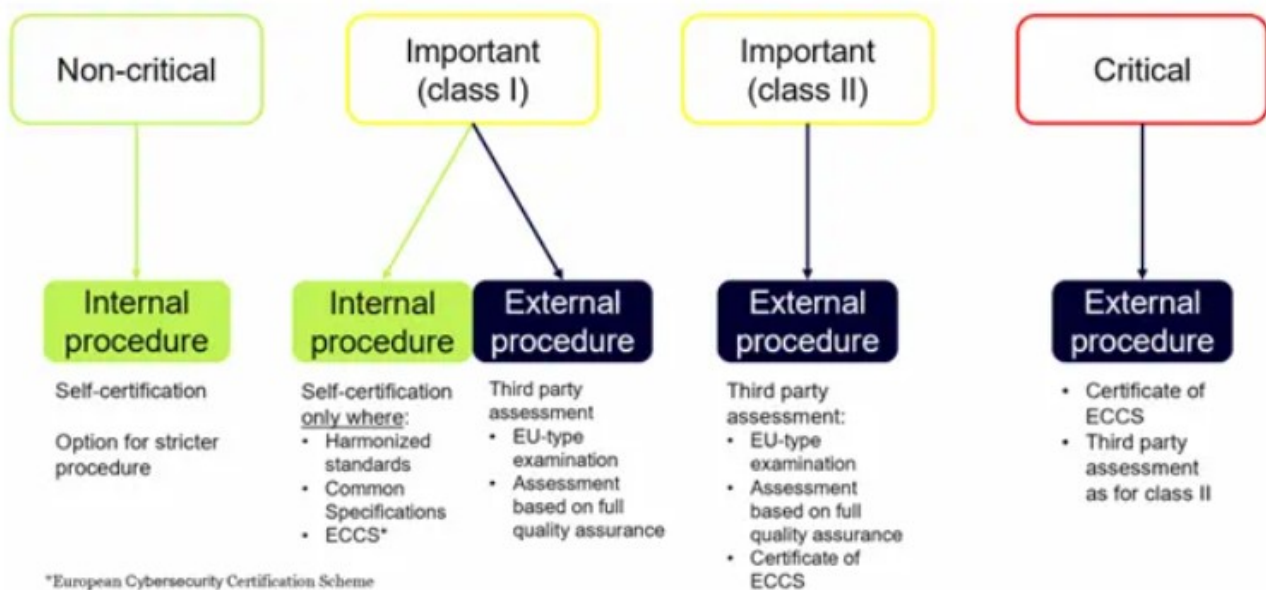 Non-critical
Important
(class I)
Important
(class II)
Critical
Internal
procedure
Self-certification
Option for stricter
procedure
Internal
procedure
Self-certification
only where:
• Harmonized
standards
• Common
Specifications
• ECCS*
External
procedure
Third party
assessment
• EU-type
examination
• Assessment
based on full
quality assurance
External
procedure
Third party
assessment:
• EU-type
examination
• Assessment
based on full
quality assurance
• Certificate of
ECCS
External
procedure
• Certificate of
ECCS
• Third party
assessment
as for class II
*European Cybersecurity Certification Scheme